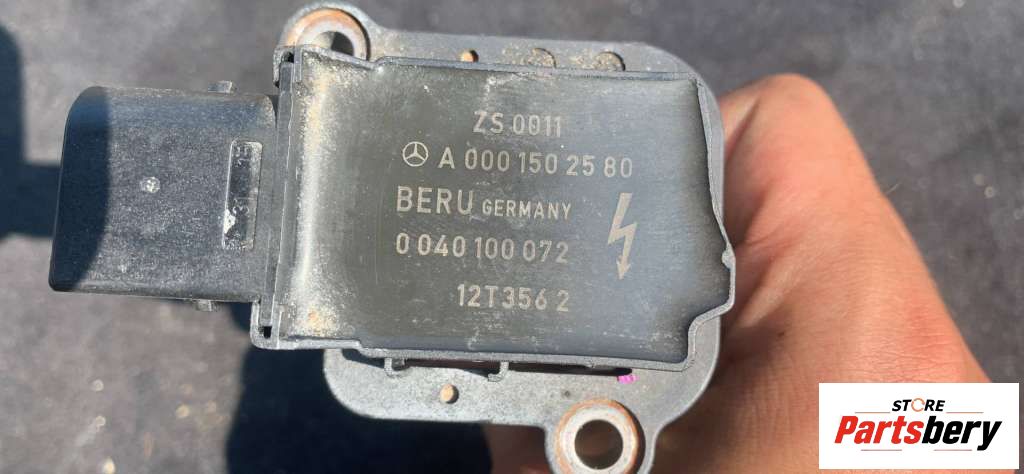 ZS 0011
A 000 150 25 80
BERU GERMANY
0 040 100 072
12T356 2
STORE
Partsbery